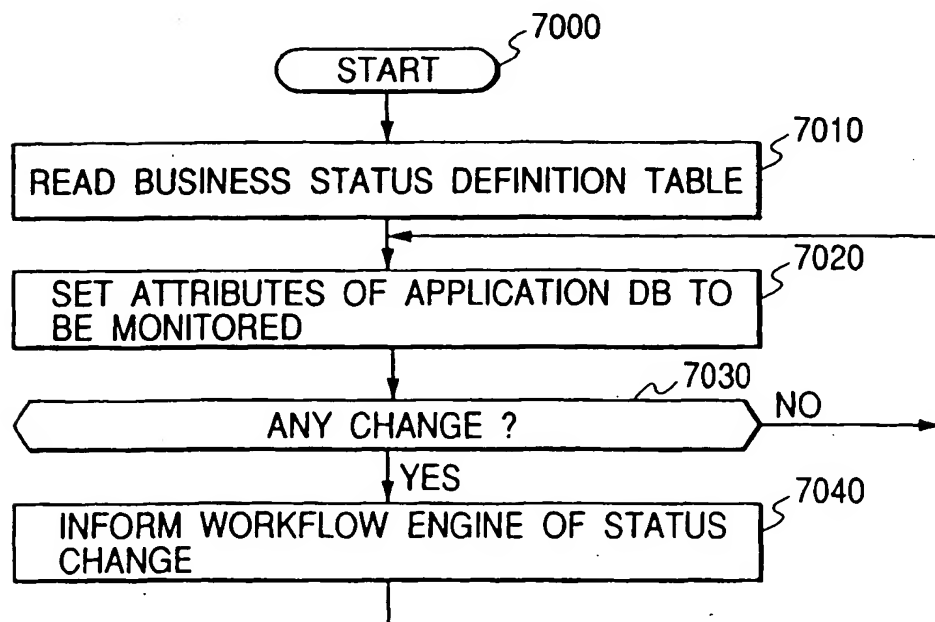 7000
START
7010
READ BUSINESS STATUS DEFINITION TABLE
7020
SET ATTRIBUTES OF APPLICATION DB TO
BE MONITORED
7030
ANY CHANGE ?
NO
YES
7040
INFORM WORKFLOW ENGINE OF STATUS
CHANGE